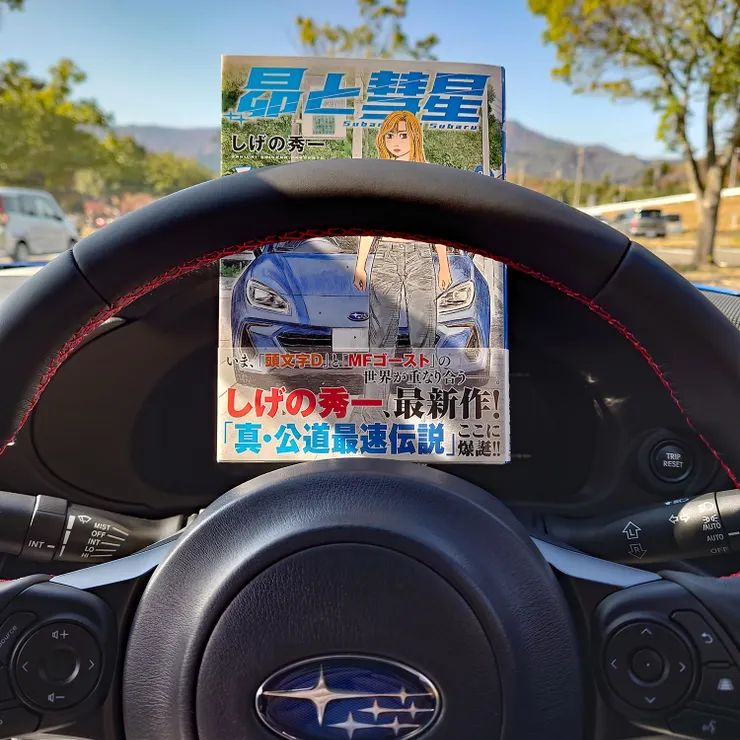 昴と彗星
Subaru
Subaru
しげの秀一
いま、「頭文字D」と、「MFゴースト」の
世界が重なり合う
しげの秀一、最新作!
「真・公道最速伝説」ここに
爆誕!!
TRIP
RESET
MIST
OFF
INT
INT
LO
HI
AUTO
AUTO
OFF
R
source